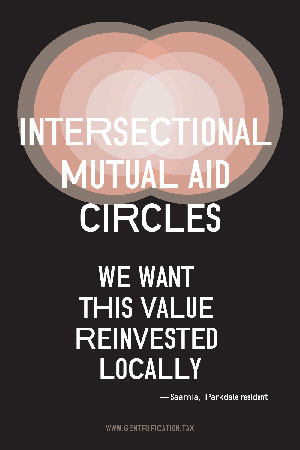 INTERSECTIONAL
MUTUAL AID
CIRCLES
WE WANT
THIS VALUE
REINVESTED
LOCALLY
— Saamia, Parkdale resident
WWW.GENTRIFICATION.TAX